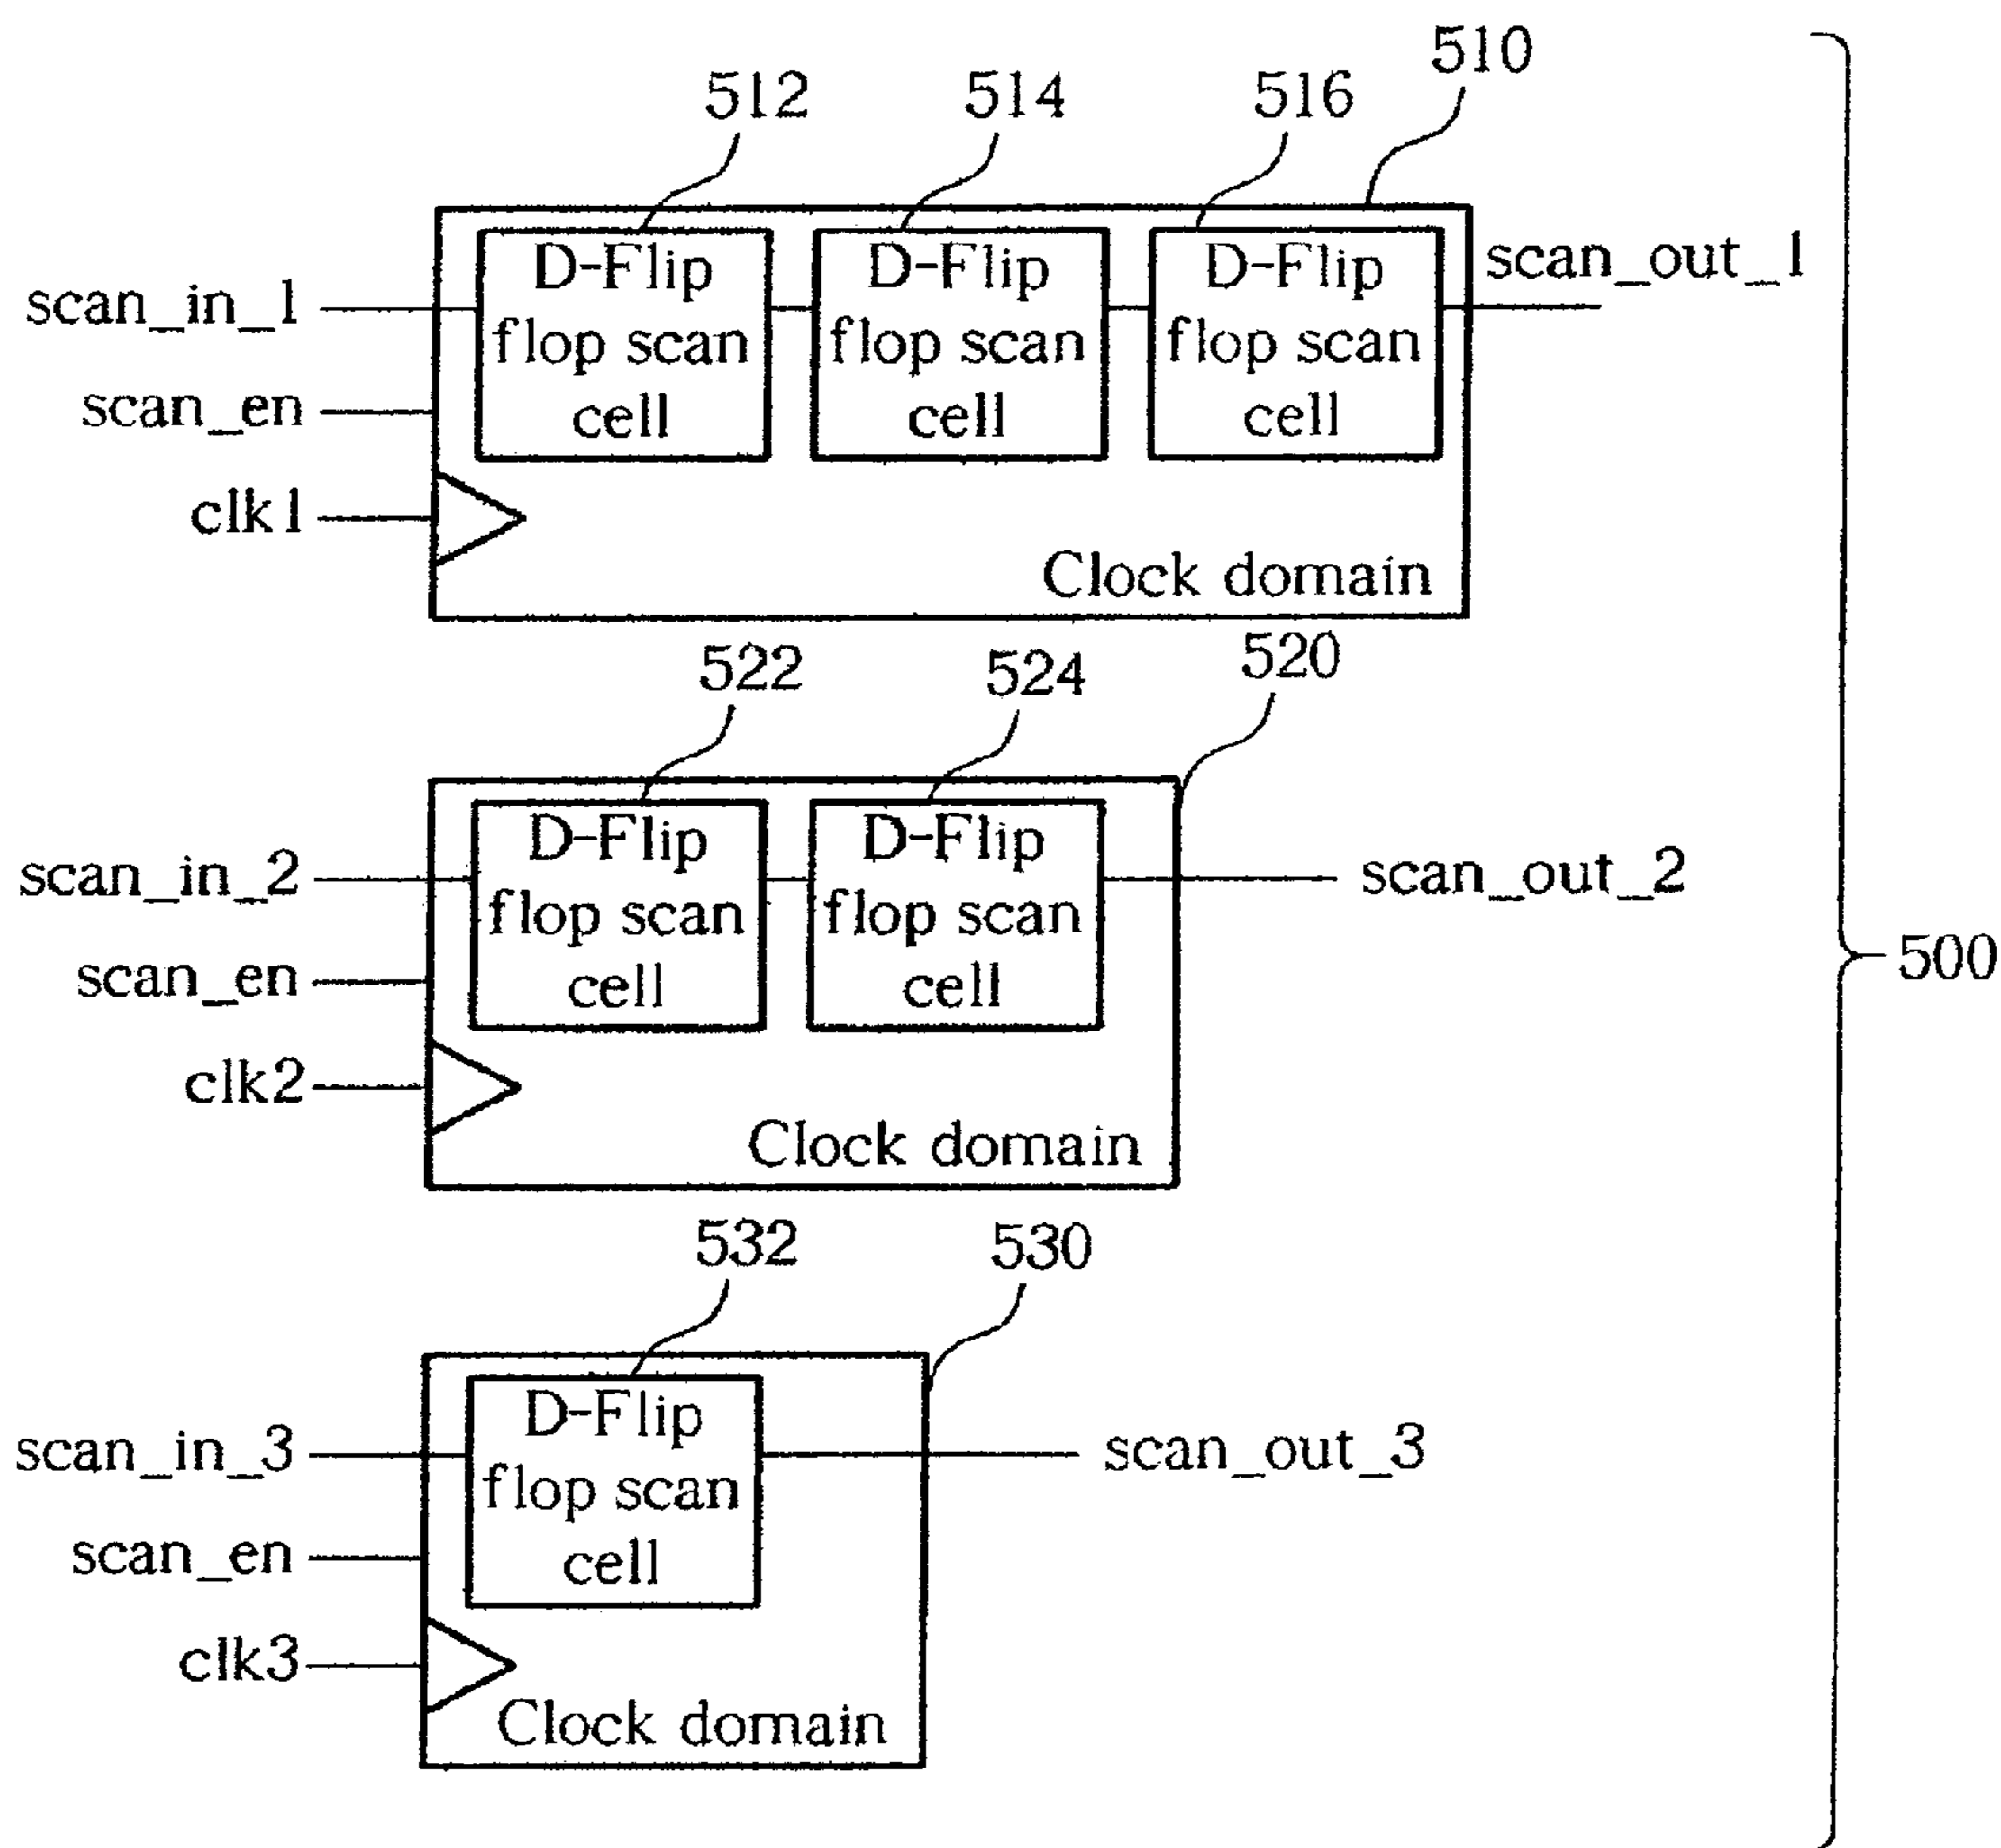 510
512
514
516
D-Flip
flop scan
cell
D-Flip
flop scan
cell
D-Flip
flop scan
cell
scan_in_1
scan_out_1
scan_en
clk1
Clock domain
520
522
524
D-Flip
flop scan
cell
D-Flip
flop scan
cell
scan_in_2
scan_out_2
scan_en
clk2
Clock domain
500
532
530
D-Flip
flop scan
cell
scan_in_3
scan_out_3
scan_en
clk3
Clock domain